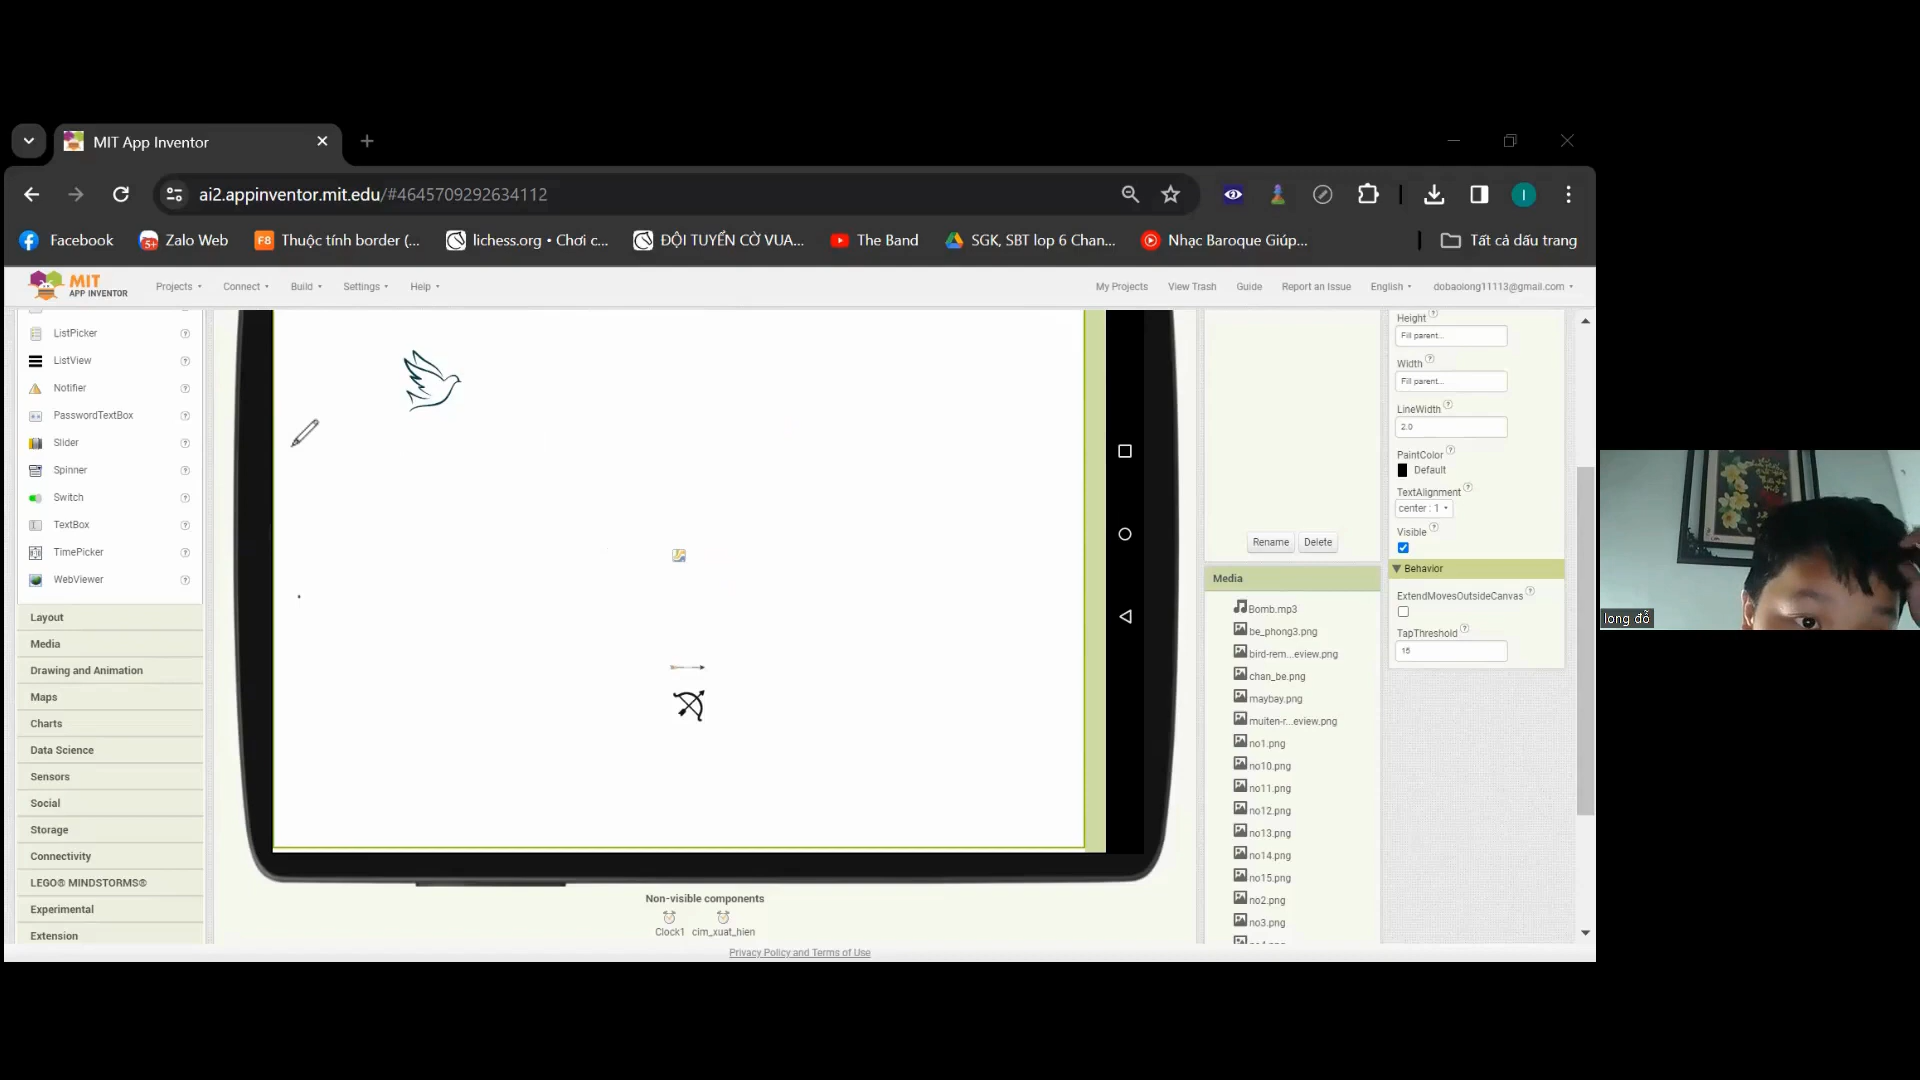 MIT App Inventor
ai2.appinventor.mit.edu/#4645709292634112
Facebook
5+ Zalo Web
F8 Thuộc tính border (...
lichess.org • Chơi c...
ĐỘI TUYỂN CỜ VUA...
The Band
SGK, SBT lop 6 Chan...
Nhạc Baroque Giúp...
Tất cả dấu trang
MIT
APP INVENTOR
Projects
Connect
Build
Settings
Help
My Projects
View Trash
Guide
Report an Issue
English
dobaolong11113@gmail.com
ListPicker
ListView
Notifier
PasswordTextBox
Slider
Spinner
Switch
TextBox
TimePicker
WebViewer
Layout
Media
Drawing and Animation
Maps
Charts
Data Science
Sensors
Social
Storage
Connectivity
LEGO® MINDSTORMS®
Experimental
Extension
Non-visible components
Clock1
cim_xuat_hien
Rename
Delete
Media
Bomb.mp3
be_phong3.png
bird-rem...eview.png
chan_be.png
maybay.png
muiten-r...eview.png
no1.png
no10.png
no11.png
no12.png
no13.png
no14.png
no15.png
no2.png
no3.png
Height
Fill parent...
Width
Fill parent...
LineWidth
2.0
PaintColor
Default
TextAlignment
center : 1
Visible
Behavior
ExtendMovesOutsideCanvas
TapThreshold
15
Privacy Policy and Terms of Use
long đỗ